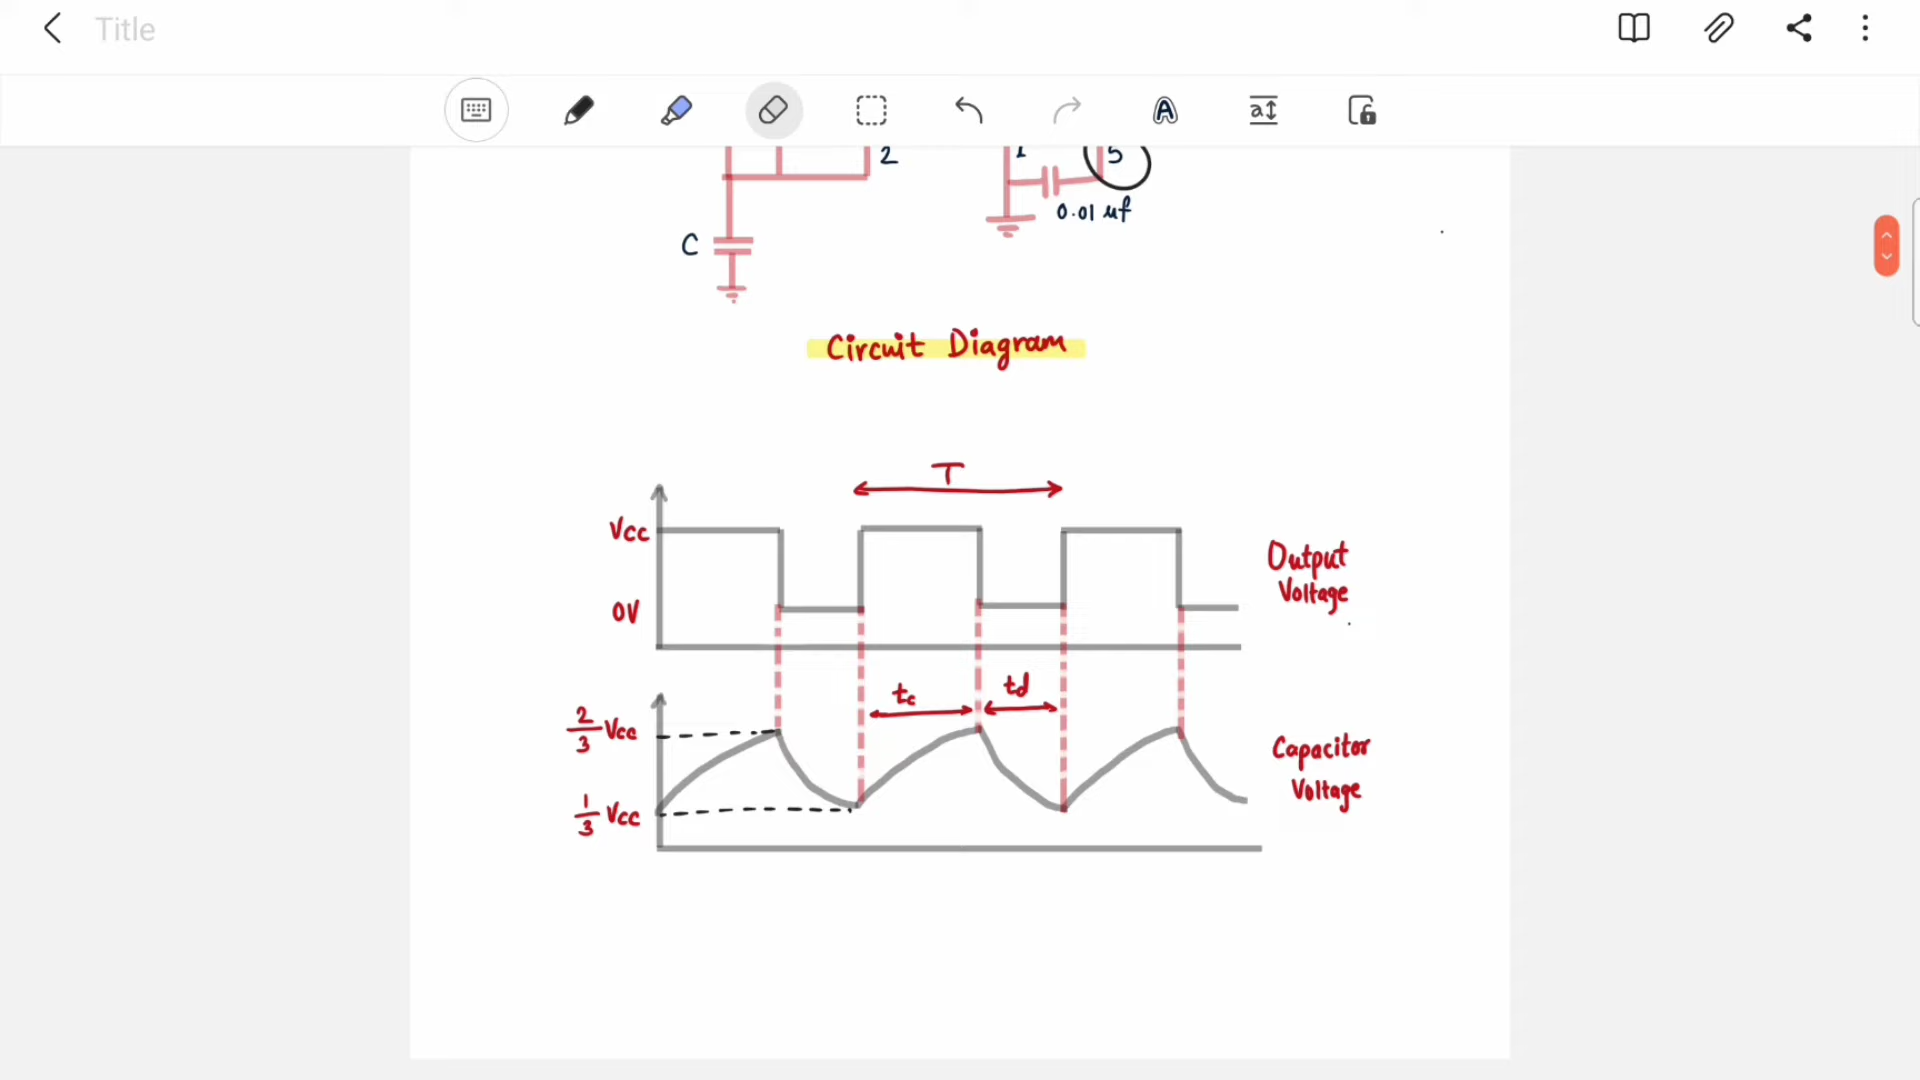 Title
2
1
5
0.01 uf
C
Circuit Diagram
T
Vcc
0V
Output
Voltage
tc
td
2/3 Vcc
1/3 Vcc
Capacitor
Voltage